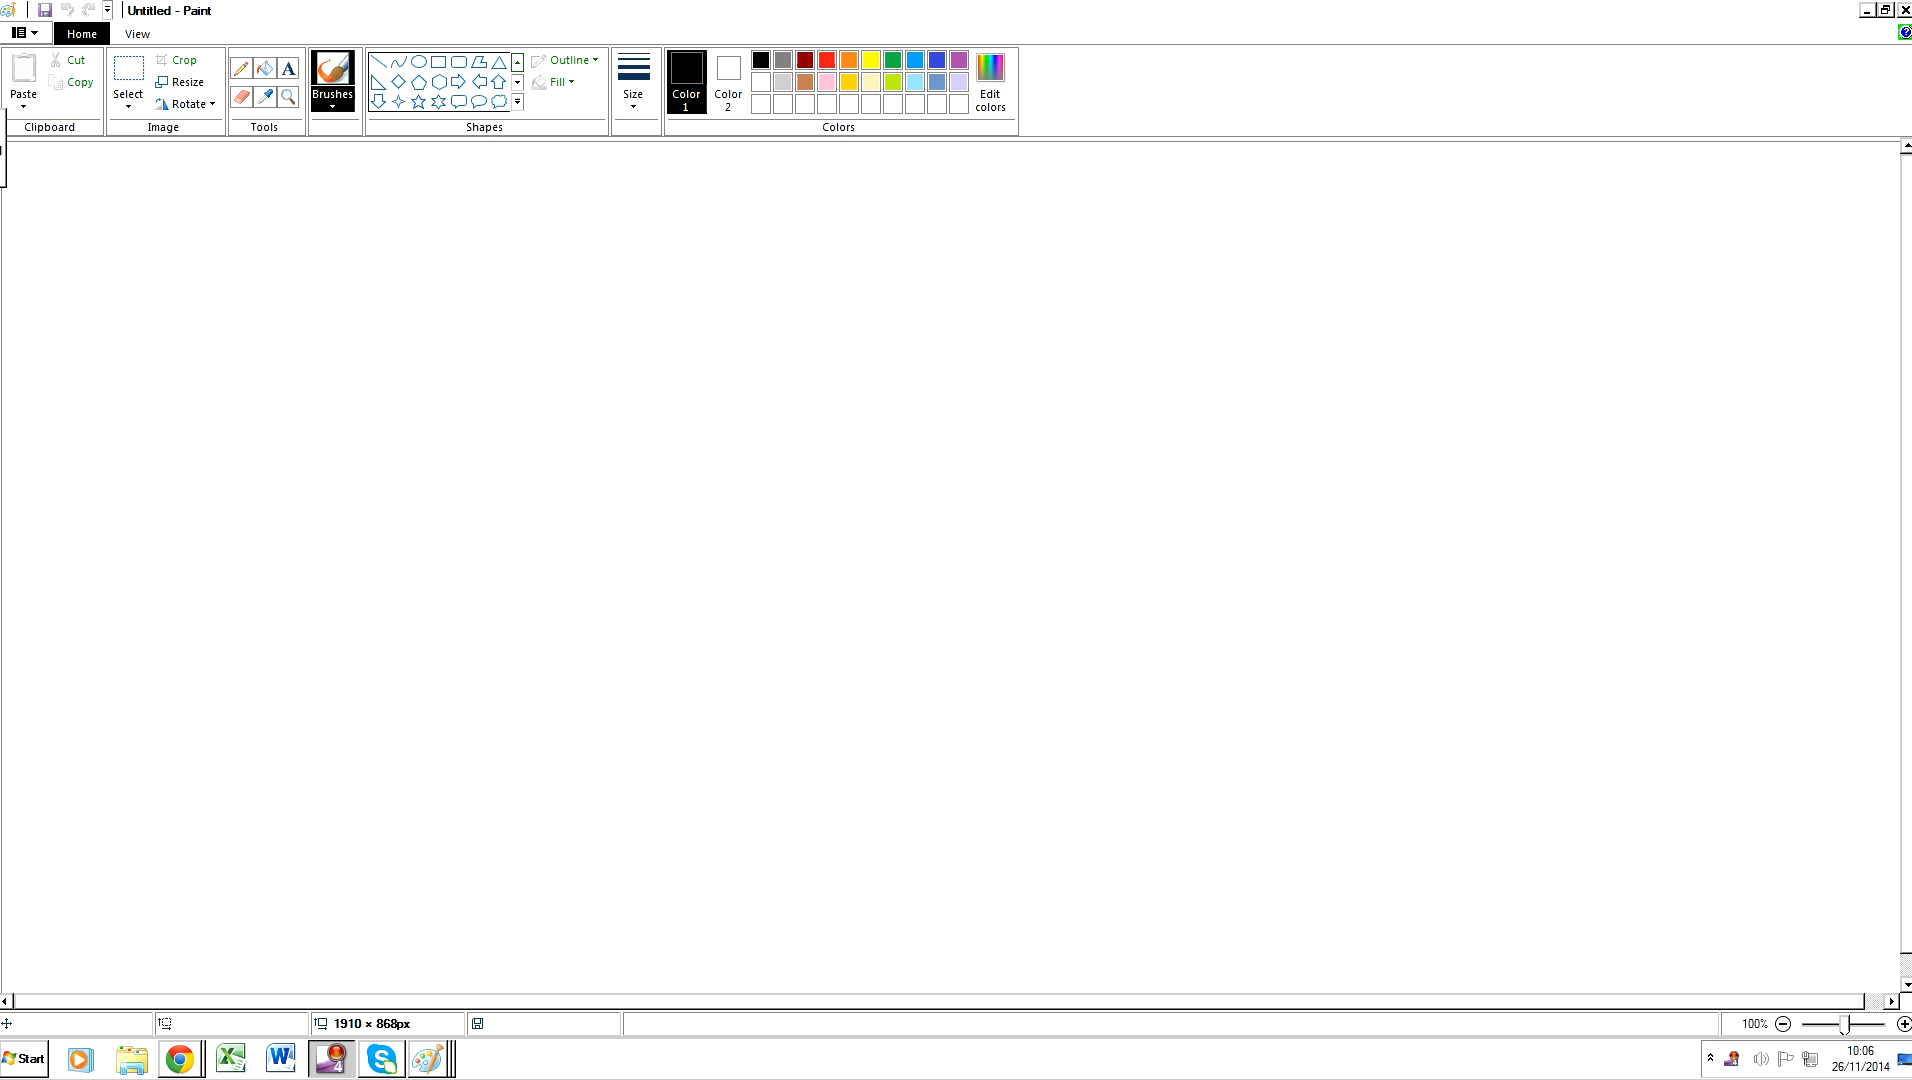 Untitled - Paint
Home View
Paste
Cut
Copy
Clipboard
Select
Crop
Resize
Rotate
Image
A
Tools
Brushes
Outline
Fill
Shapes
Size
Color
1
Color
2
Edit
colors
Colors
1910 × 868px
100%
Start
4
10:06
26/11/2014